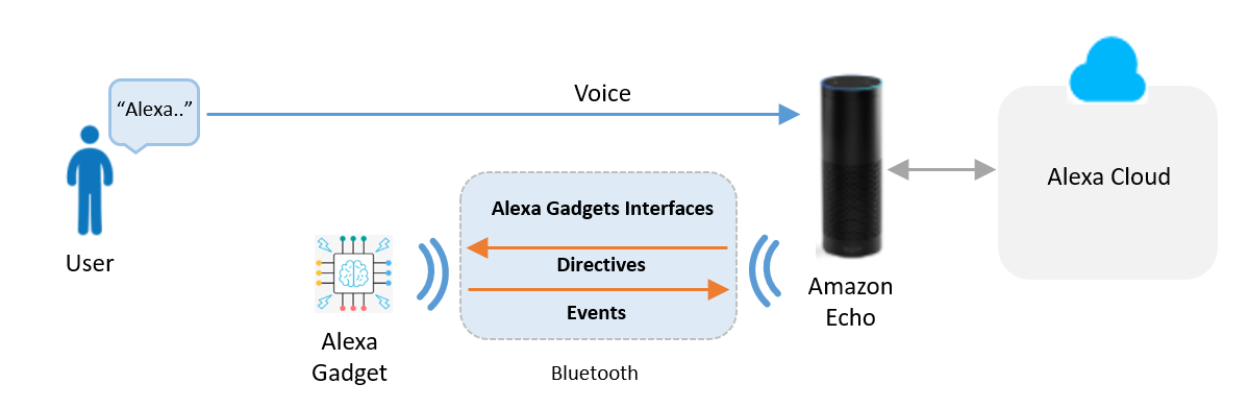 Voice
“Alexa..”
Alexa Cloud
Alexa Gadgets Interfaces
User
Directives
Amazon
Echo
Events
Alexa
Gadget
Bluetooth